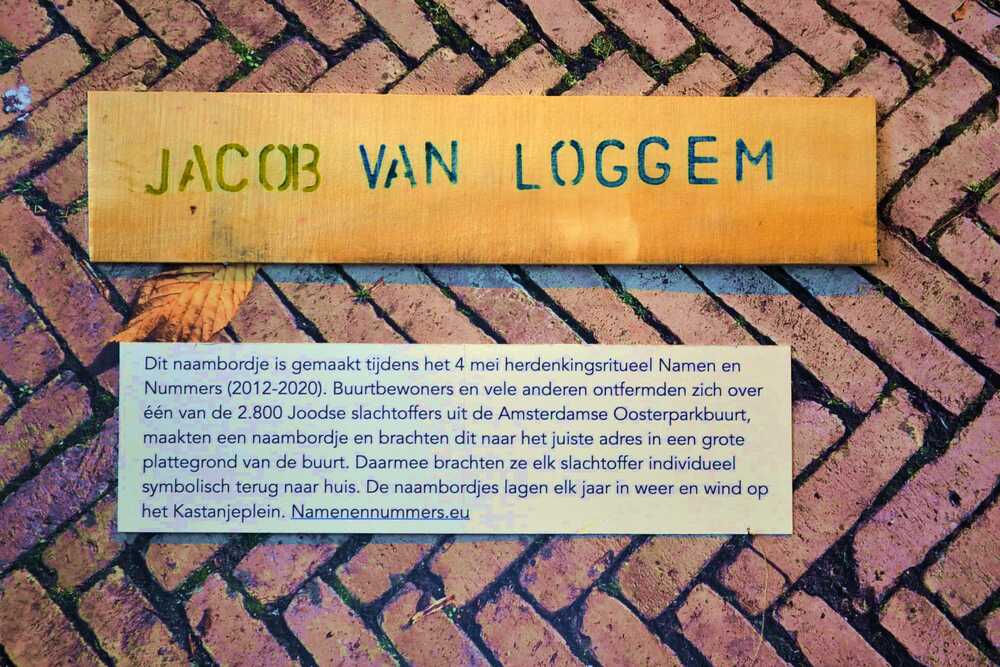 JACOB VAN LOGGEM
Dit naambordje is gemaakt tijdens het 4 mei herdenkingsritueel Namen en
Nummers (2012-2020). Buurtbewoners en vele anderen ontfermden zich over
één van de 2.800 Joodse slachtoffers uit de Amsterdamse Oosterparkbuurt,
maakten een naambordje en brachten dit naar het juiste adres in een grote
plattegrond van de buurt. Daarmee brachten ze elk slachtoffer individueel
symbolisch terug naar huis. De naambordjes lagen elk jaar in weer en wind op
het Kastanjeplein. Namenennummers.eu